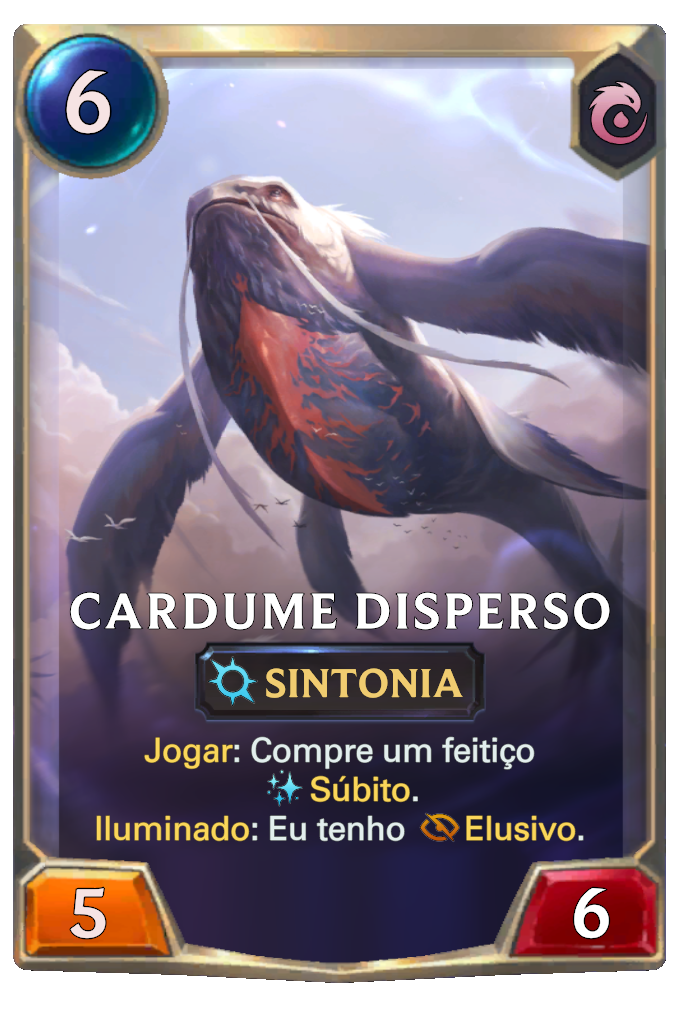 6
CARDUME DISPERSO
SINTONIA
Jogar: Compre um feitiço
Súbito.
Iluminado: Eu tenho Elusivo.
5
6